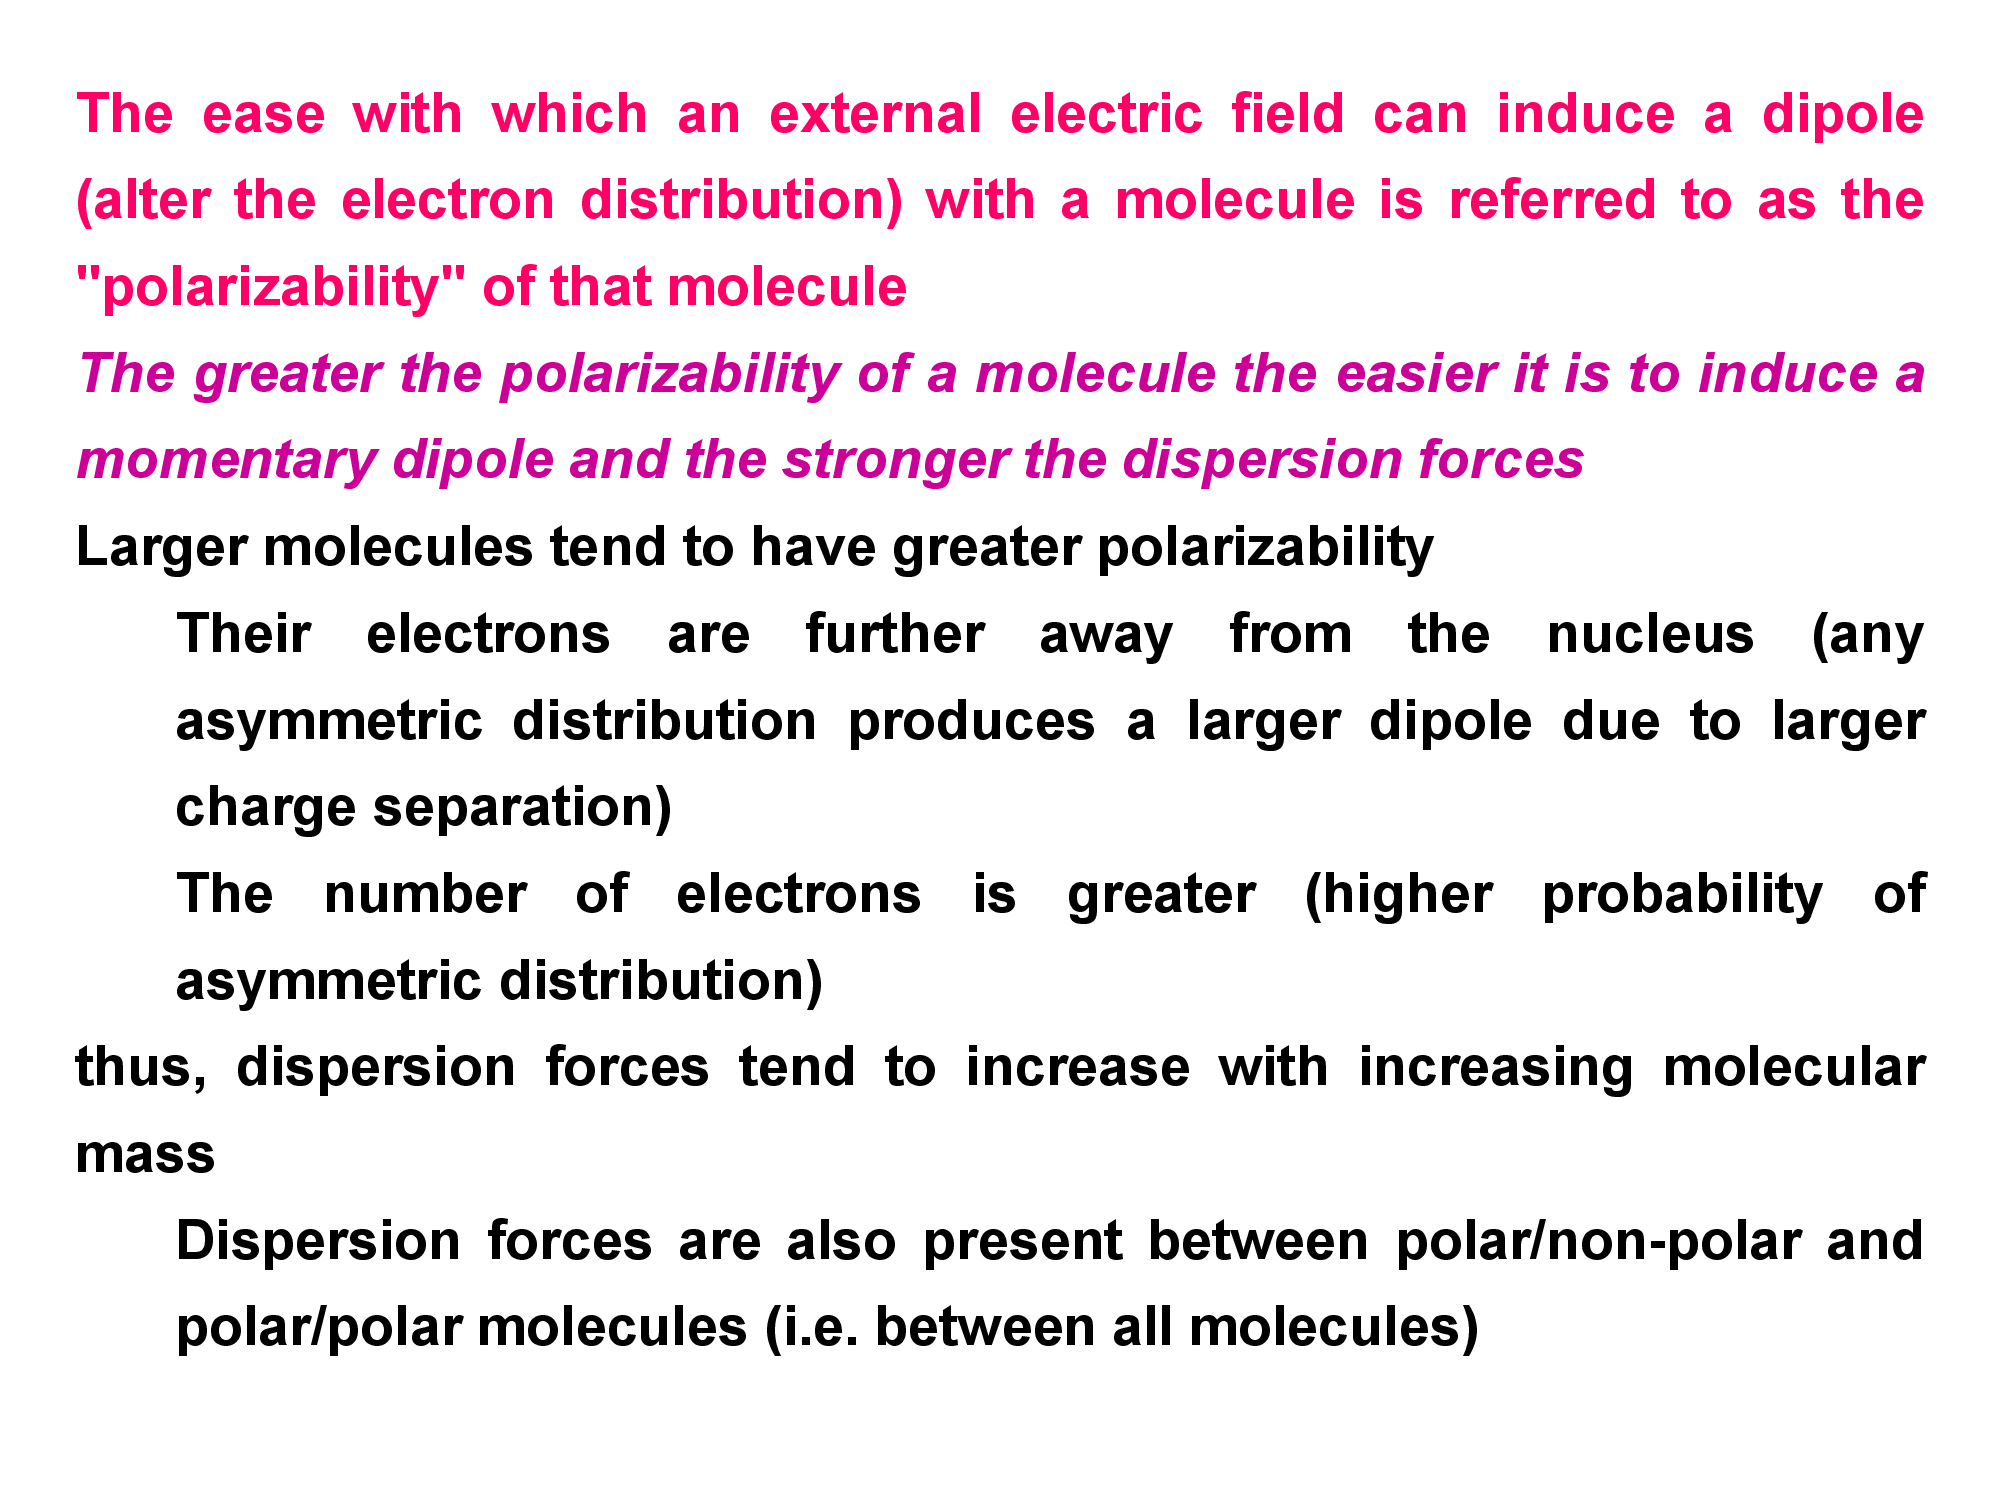 The ease with which an external electric field can induce a dipole
(alter the electron distribution) with a molecule is referred to as the
"polarizability" of that molecule
The greater the polarizability of a molecule the easier it is to induce a
momentary dipole and the stronger the dispersion forces
Larger molecules tend to have greater polarizability
Their electrons are further away from the nucleus (any
asymmetric distribution produces a larger dipole due to larger
charge separation)
The number of electrons is greater (higher probability of
asymmetric distribution)
thus, dispersion forces tend to increase with increasing molecular
mass
Dispersion forces are also present between polar/non-polar and
polar/polar molecules (i.e. between all molecules)